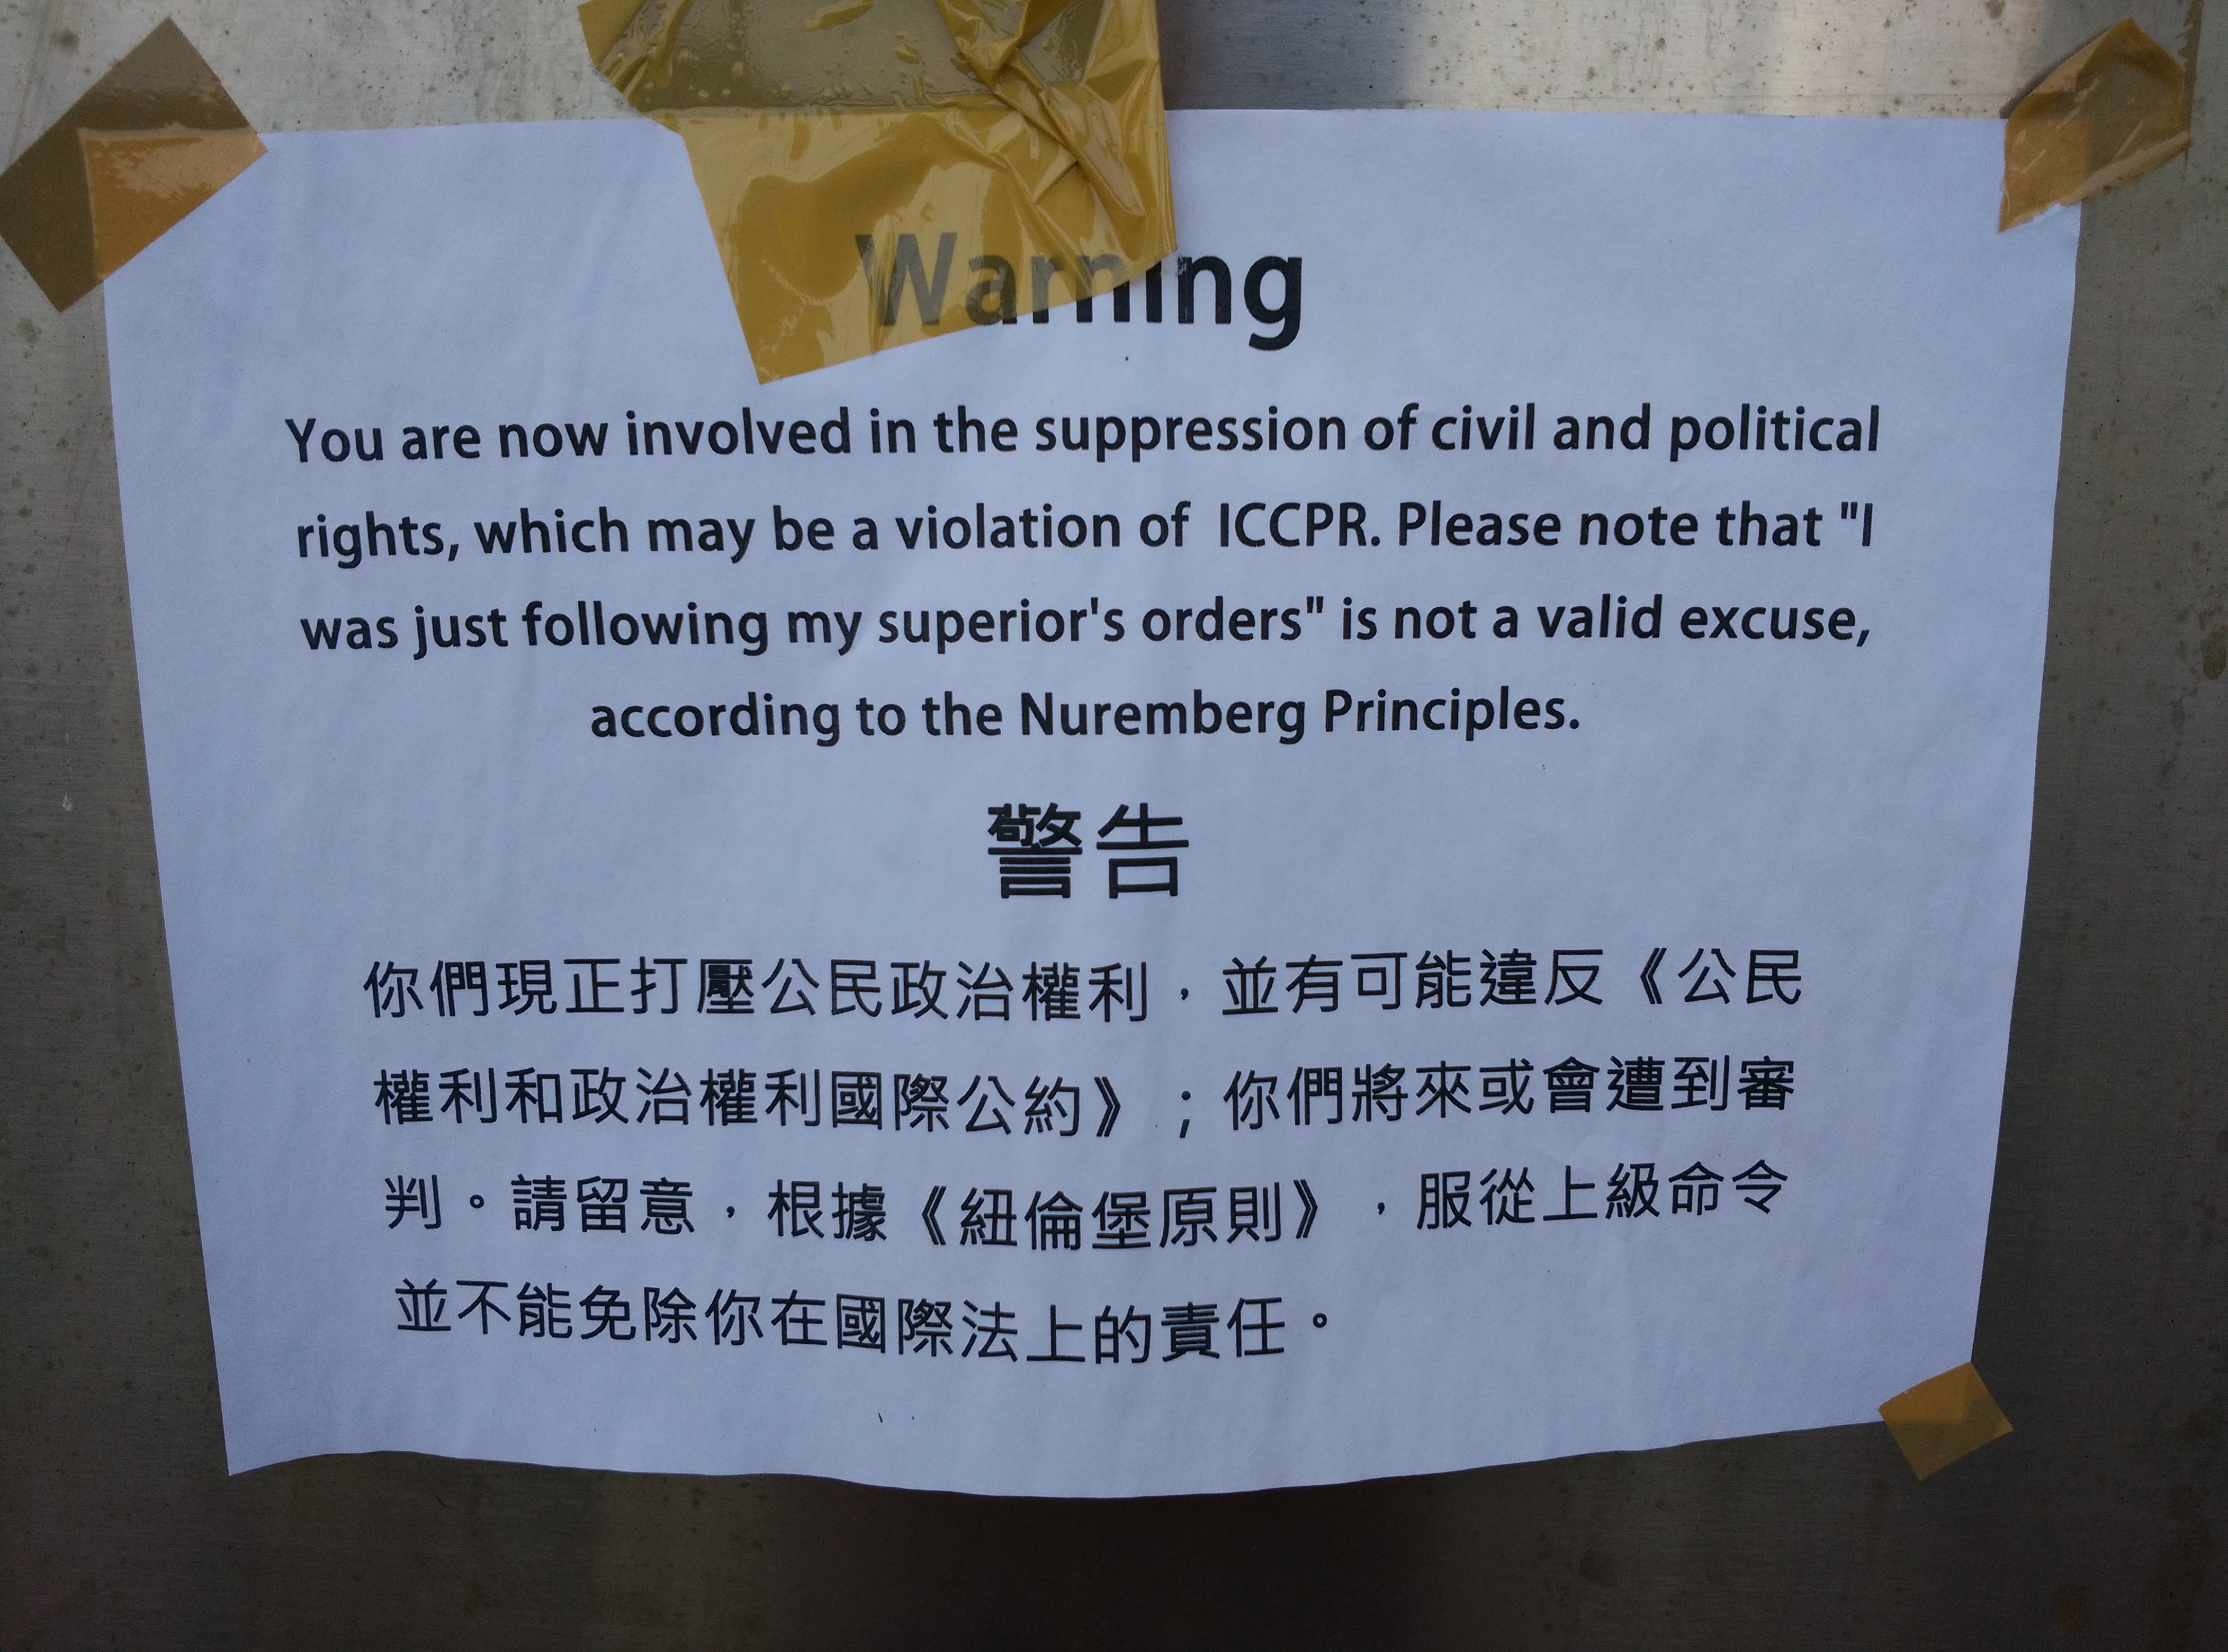 Warning
You are now involved in the suppression of civil and political
rights, which may be a violation of  ICCPR. Please note that "I
was just following my superior's orders" is not a valid excuse,
according to the Nuremberg Principles.
警告
你們現正打壓公民政治權利，並有可能違反《公民
權利和政治權利國際公約》；你們將來或會遭到審
判。請留意，根據《紐倫堡原則》，服從上級命令
並不能免除你在國際法上的責任。